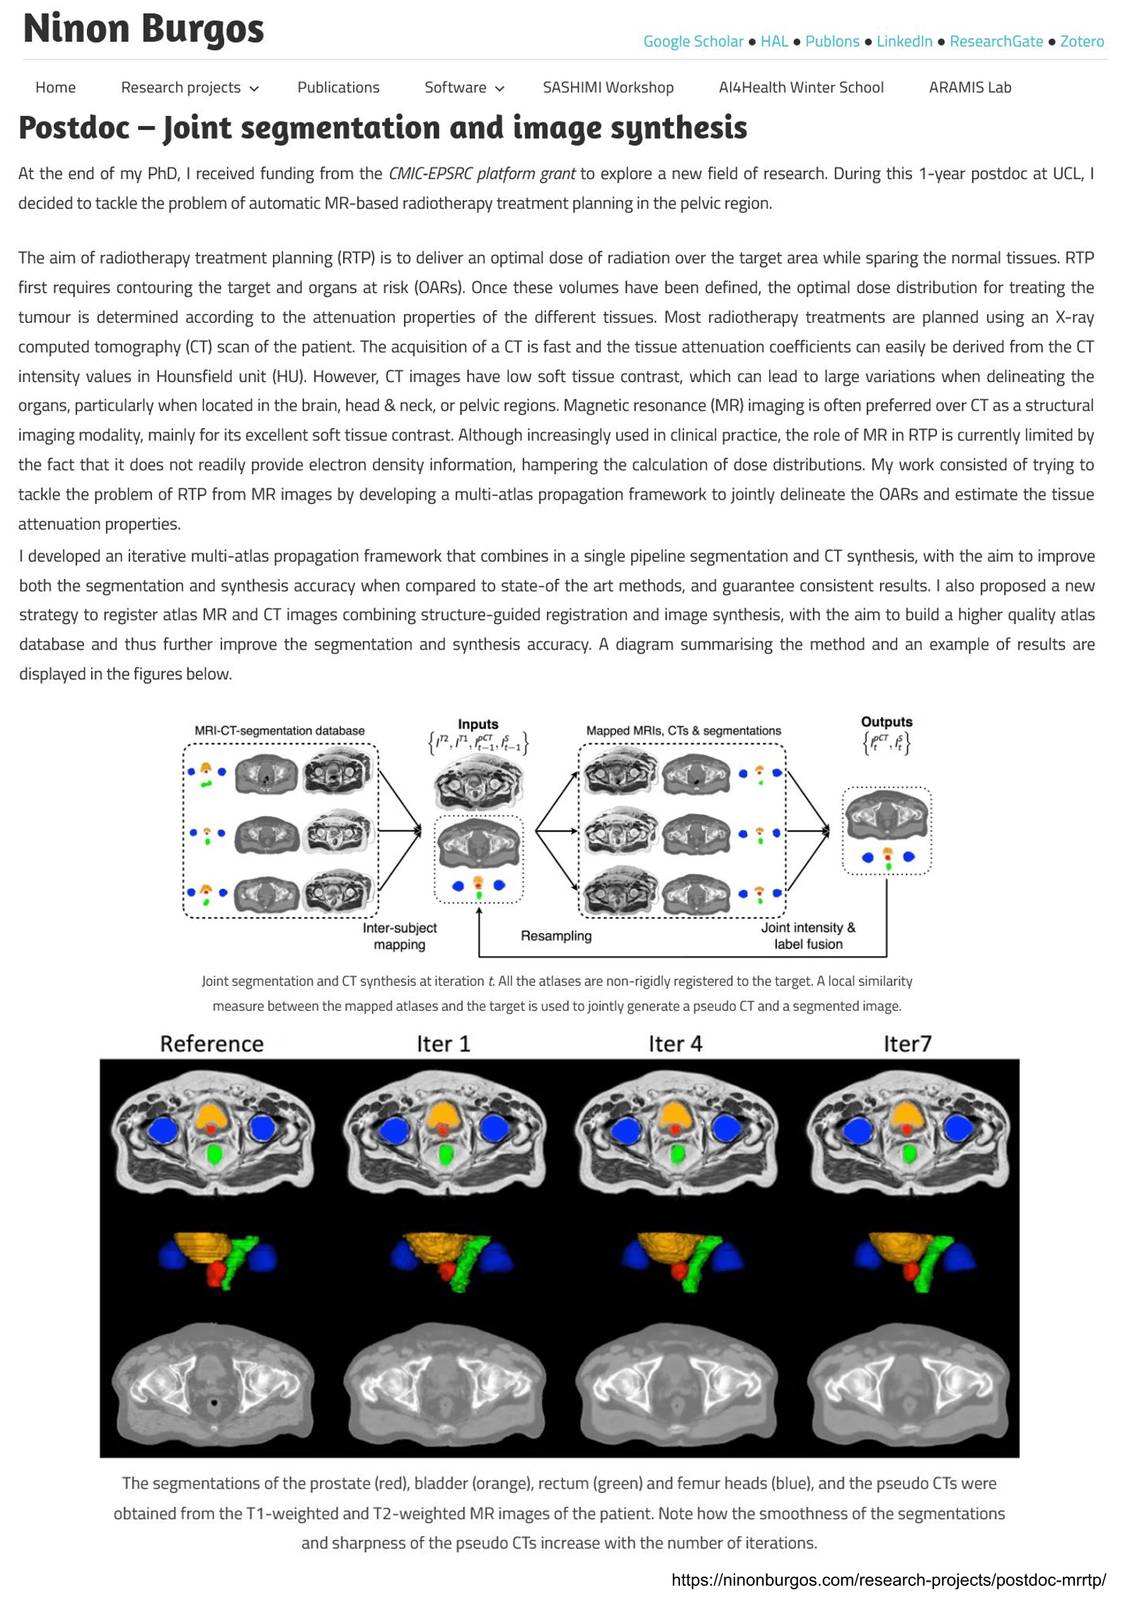 Ninon Burgos
Google Scholar ● HAL ● Publons ● LinkedIn ● ResearchGate ● Zotero
Home Research projects Publications Software SASHIMI Workshop AI4Health Winter School ARAMIS Lab
Postdoc – Joint segmentation and image synthesis
At the end of my PhD, I received funding from the CMIC-EPSRC platform grant to explore a new field of research. During this 1-year postdoc at UCL, I
decided to tackle the problem of automatic MR-based radiotherapy treatment planning in the pelvic region.
The aim of radiotherapy treatment planning (RTP) is to deliver an optimal dose of radiation over the target area while sparing the normal tissues. RTP
first requires contouring the target and organs at risk (OARs). Once these volumes have been defined, the optimal dose distribution for treating the
tumour is determined according to the attenuation properties of the different tissues. Most radiotherapy treatments are planned using an X-ray
computed tomography (CT) scan of the patient. The acquisition of a CT is fast and the tissue attenuation coefficients can easily be derived from the CT
intensity values in Hounsfield unit (HU). However, CT images have low soft tissue contrast, which can lead to large variations when delineating the
organs, particularly when located in the brain, head & neck, or pelvic regions. Magnetic resonance (MR) imaging is often preferred over CT as a structural
imaging modality, mainly for its excellent soft tissue contrast. Although increasingly used in clinical practice, the role of MR in RTP is currently limited by
the fact that it does not readily provide electron density information, hampering the calculation of dose distributions. My work consisted of trying to
tackle the problem of RTP from MR images by developing a multi-atlas propagation framework to jointly delineate the OARs and estimate the tissue
attenuation properties.
I developed an iterative multi-atlas propagation framework that combines in a single pipeline segmentation and CT synthesis, with the aim to improve
both the segmentation and synthesis accuracy when compared to state-of the art methods, and guarantee consistent results. I also proposed a new
strategy to register atlas MR and CT images combining structure-guided registration and image synthesis, with the aim to build a higher quality atlas
database and thus further improve the segmentation and synthesis accuracy. A diagram summarising the method and an example of results are
displayed in the figures below.
MRI-CT-segmentation database
Inputs
{I^T2, I^T1, I^pCT_t−1, I^S_t−1}
Mapped MRIs, CTs & segmentations
Outputs
{I^pCT_t, I^S_t}
Inter-subject
mapping
Resampling
Joint intensity &
label fusion
Joint segmentation and CT synthesis at iteration t. All the atlases are non-rigidly registered to the target. A local similarity
measure between the mapped atlases and the target is used to jointly generate a pseudo CT and a segmented image.
Reference Iter 1 Iter 4 Iter7
The segmentations of the prostate (red), bladder (orange), rectum (green) and femur heads (blue), and the pseudo CTs were
obtained from the T1-weighted and T2-weighted MR images of the patient. Note how the smoothness of the segmentations
and sharpness of the pseudo CTs increase with the number of iterations.
https://ninonburgos.com/research-projects/postdoc-mrrtp/